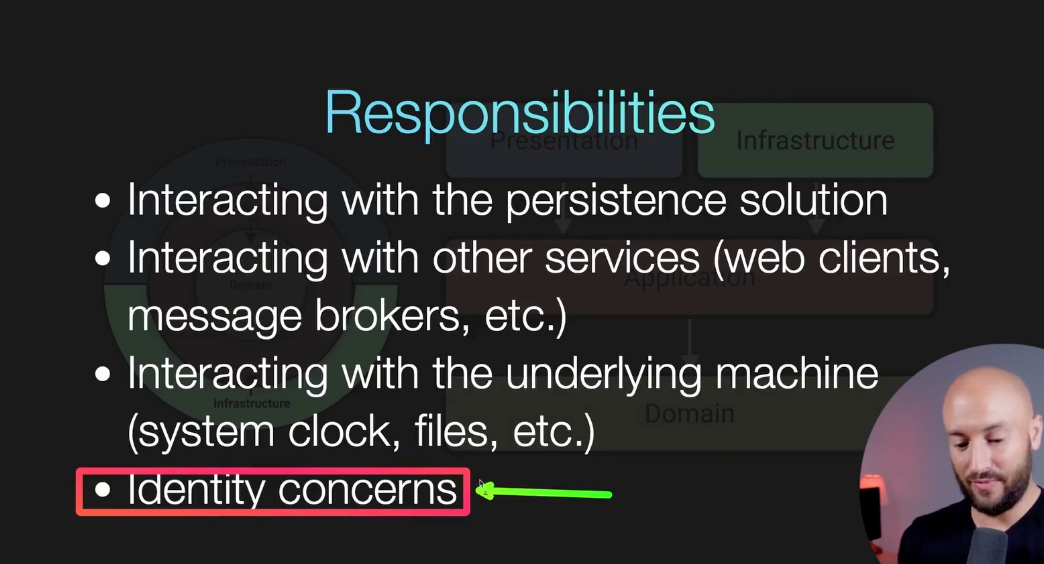 Responsibilities
Presentation
Infrastructure
Presentation
• Interacting with the persistence solution
• Interacting with other services (web clients,
Application
Domain
message brokers, etc.)
• Interacting with the underlying machine
Infrastructure
Domain
(system clock, files, etc.)
• Identity concerns